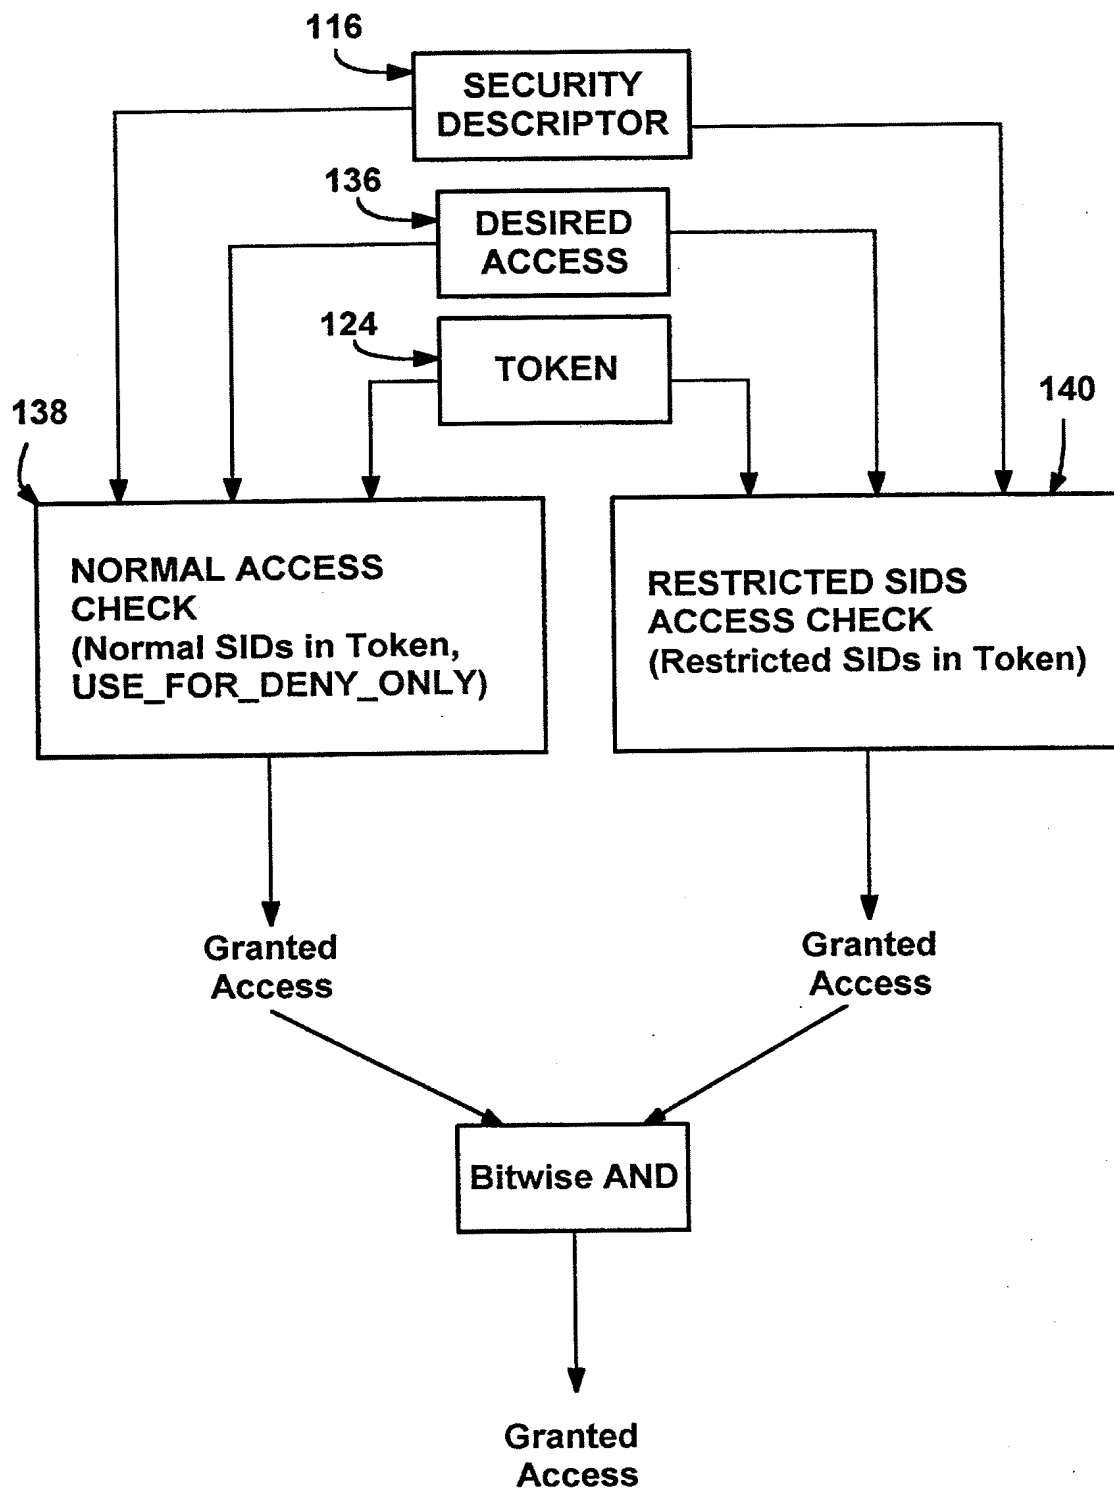 116
SECURITY
DESCRIPTOR
136
DESIRED
ACCESS
124
TOKEN
138
140
NORMAL ACCESS
CHECK
(Normal SIDs in Token,
USE_FOR_DENY_ONLY)
RESTRICTED SIDS
ACCESS CHECK
(Restricted SIDs in Token)
Granted
Access
Granted
Access
Bitwise AND
Granted
Access